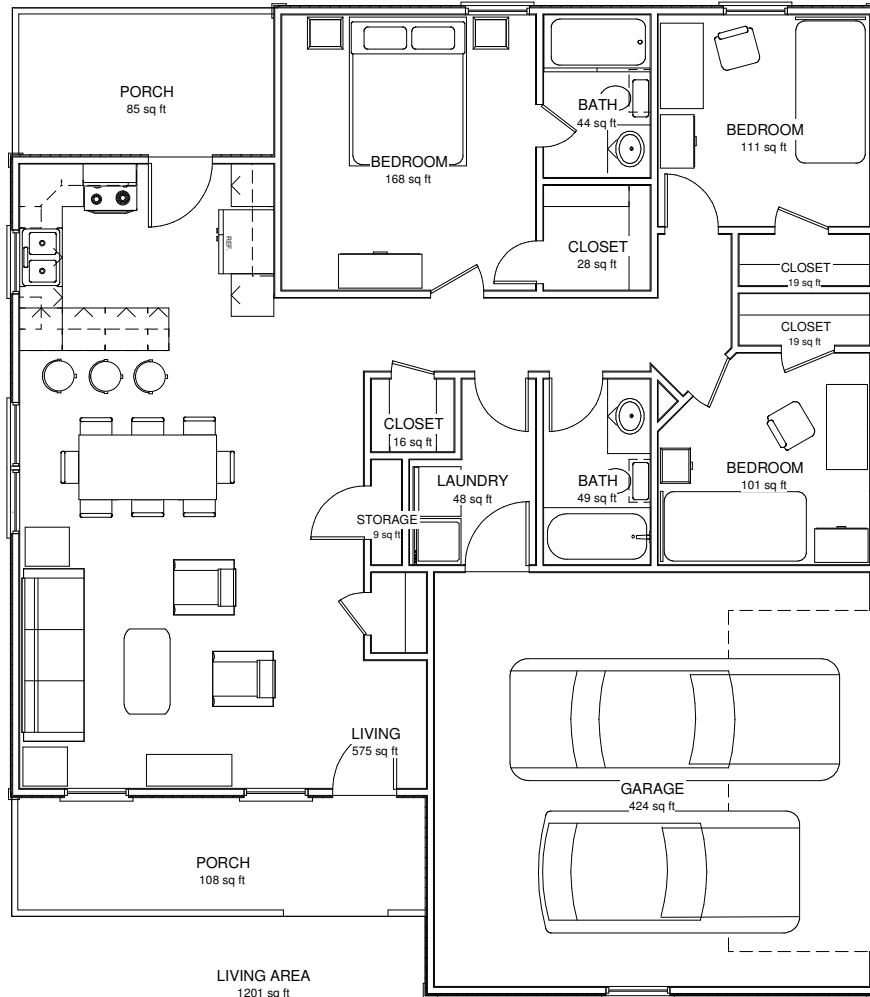 PORCH
85 sq ft
BEDROOM
168 sq ft
BATH
44 sq ft
BEDROOM
111 sq ft
REF.
CLOSET
28 sq ft
CLOSET
19 sq ft
CLOSET
19 sq ft
CLOSET
16 sq ft
LAUNDRY
48 sq ft
BATH
49 sq ft
BEDROOM
101 sq ft
STORAGE
9 sq ft
LIVING
575 sq ft
GARAGE
424 sq ft
PORCH
108 sq ft
LIVING AREA
1201 sq ft